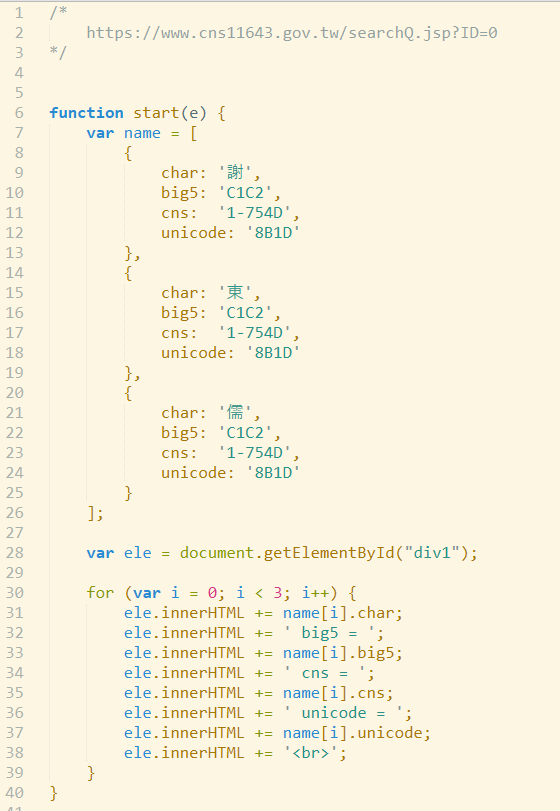 1 /*
2     https://www.cns11643.gov.tw/searchQ.jsp?ID=0
3 */
4
5
6 function start(e) {
7     var name = [
8         {
9             char: '謝',
10             big5: 'C1C2',
11             cns:  '1-754D',
12             unicode: '8B1D'
13         },
14         {
15             char: '東',
16             big5: 'C1C2',
17             cns:  '1-754D',
18             unicode: '8B1D'
19         },
20         {
21             char: '儒',
22             big5: 'C1C2',
23             cns:  '1-754D',
24             unicode: '8B1D'
25         }
26     ];
27
28     var ele = document.getElementById("div1");
29
30     for (var i = 0; i < 3; i++) {
31         ele.innerHTML += name[i].char;
32         ele.innerHTML += ' big5 = ';
33         ele.innerHTML += name[i].big5;
34         ele.innerHTML += ' cns = ';
35         ele.innerHTML += name[i].cns;
36         ele.innerHTML += ' unicode = ';
37         ele.innerHTML += name[i].unicode;
38         ele.innerHTML += '<br>';
39     }
40 }